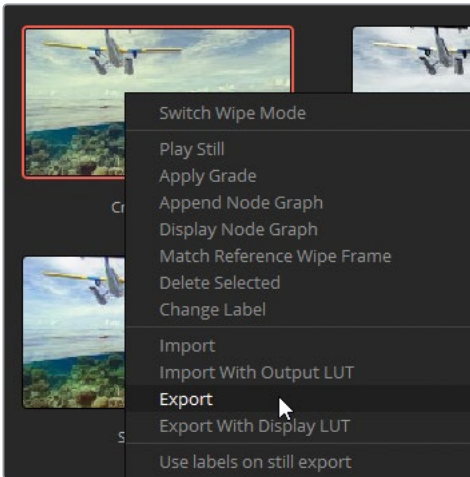 Switch Wipe Mode
Play Still
Apply Grade
Append Node Graph
Display Node Graph
Match Reference Wipe Frame
Delete Selected
Change Label
Cr
Import
Import With Output LUT
Export
Export With Display LUT
S
Use labels on still export